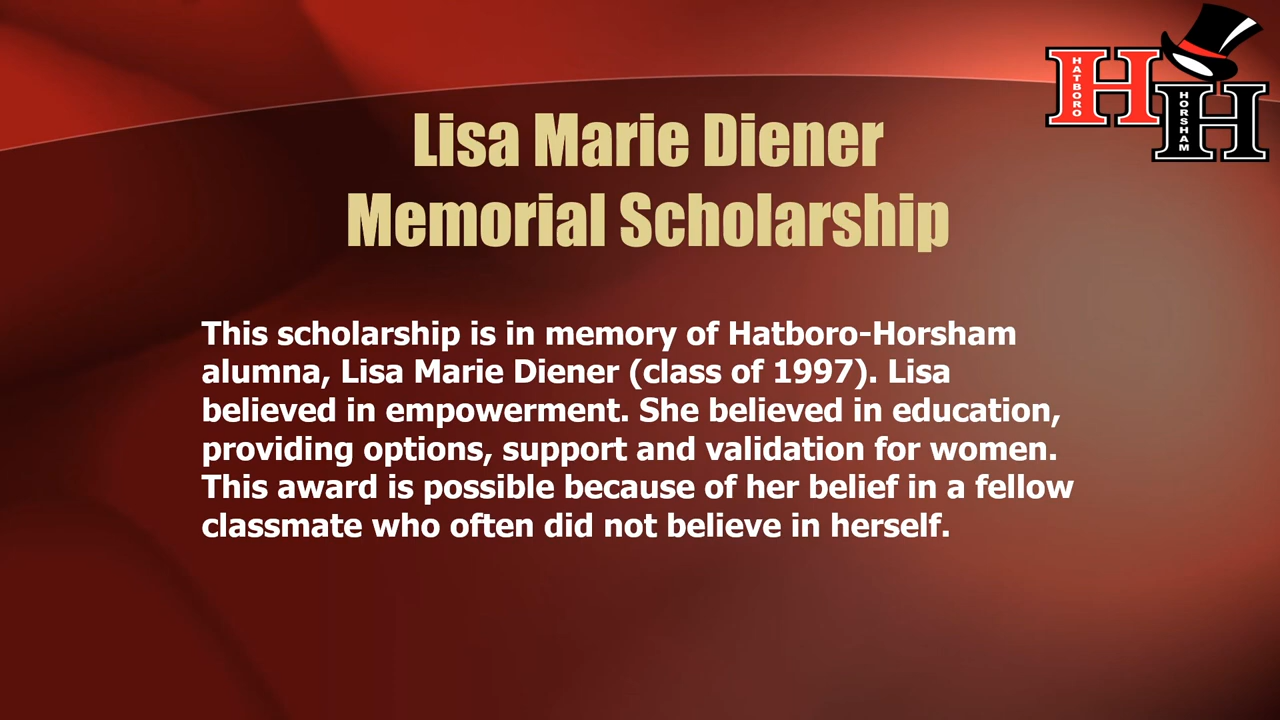 HATBORO
HORSHAM
Lisa Marie Diener
Memorial Scholarship
This scholarship is in memory of Hatboro-Horsham
alumna, Lisa Marie Diener (class of 1997). Lisa
believed in empowerment. She believed in education,
providing options, support and validation for women.
This award is possible because of her belief in a fellow
classmate who often did not believe in herself.